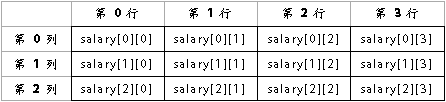 第 0 行 第 1 行 第 2 行 第 3 行
第 0 列 salary[0][0] salary[0][1] salary[0][2] salary[0][3]
第 1 列 salary[1][0] salary[1][1] salary[1][2] salary[1][3]
第 2 列 salary[2][0] salary[2][1] salary[2][2] salary[2][3]